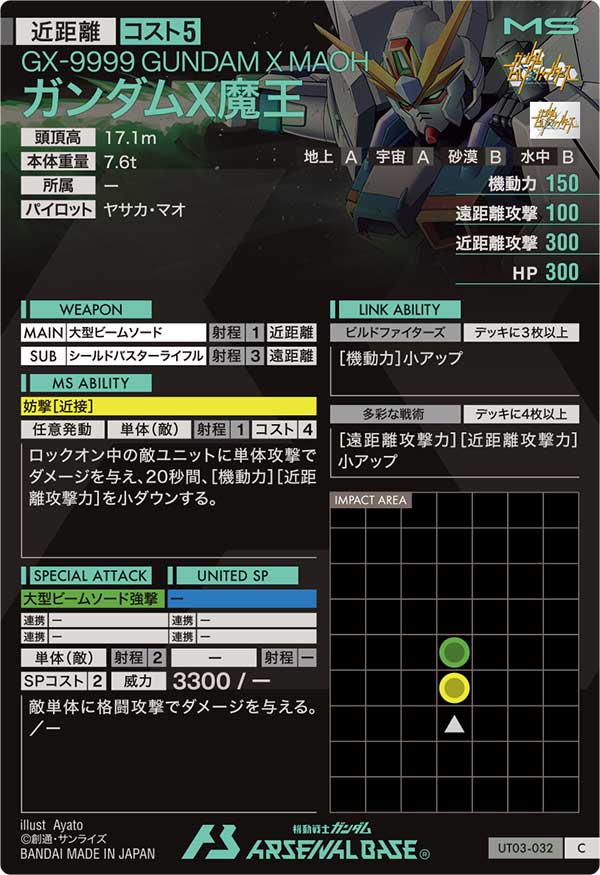 近距離 コスト5 MS
GX-9999 GUNDAM X MAOH
ガンダムX魔王
ガンダムビルドファイターズ
頭頂高 17.1m
本体重量 7.6t
所属 ー
パイロット ヤサカ・マオ
地上 A 宇宙 A 砂漠 B 水中 B
機動力 150
遠距離攻撃 100
近距離攻撃 300
HP 300
WEAPON
MAIN 大型ビームソード 射程 1 近距離
SUB シールドバスターライフル 射程 3 遠距離
MS ABILITY
妨撃[近接]
任意発動 単体(敵) 射程 1 コスト 4
ロックオン中の敵ユニットに単体攻撃で
ダメージを与え、20秒間、[機動力][近距
離攻撃力]を小ダウンする。
LINK ABILITY
ビルドファイターズ デッキに3枚以上
[機動力]小アップ
多彩な戦術 デッキに4枚以上
[遠距離攻撃力][近距離攻撃力]
小アップ
IMPACT AREA
SPECIAL ATTACK UNITED SP
大型ビームソード強撃 ー
連携 ー 連携 ー
連携 ー 連携 ー
単体(敵) 射程 2 ー 射程 ー
SPコスト 2 威力 3300 / ー
敵単体に格闘攻撃でダメージを与える。
/ー
illust Ayato
©創通・サンライズ
BANDAI MADE IN JAPAN
機動戦士ガンダム
ARSENAL BASE®
UT03-032 C